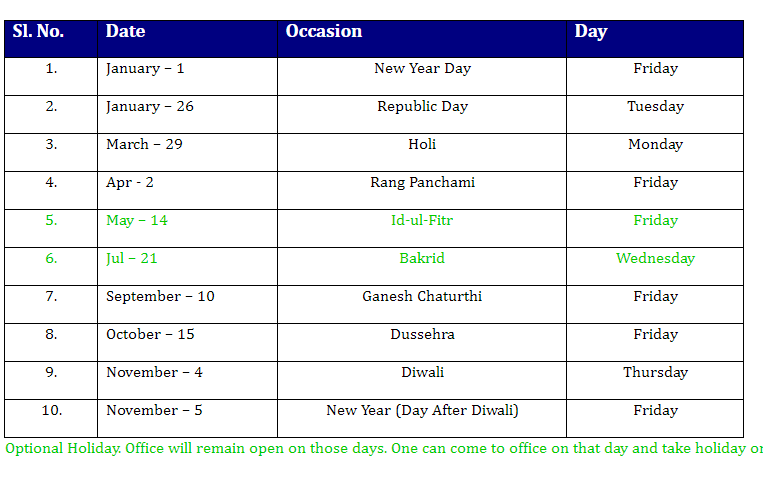 Sl. No. Date Occasion Day
1. January – 1 New Year Day Friday
2. January – 26 Republic Day Tuesday
3. March – 29 Holi Monday
4. Apr - 2 Rang Panchami Friday
5. May – 14 Id-ul-Fitr Friday
6. Jul – 21 Bakrid Wednesday
7. September – 10 Ganesh Chaturthi Friday
8. October – 15 Dussehra Friday
9. November – 4 Diwali Thursday
10. November – 5 New Year (Day After Diwali) Friday
Optional Holiday. Office will remain open on those days. One can come to office on that day and take holiday